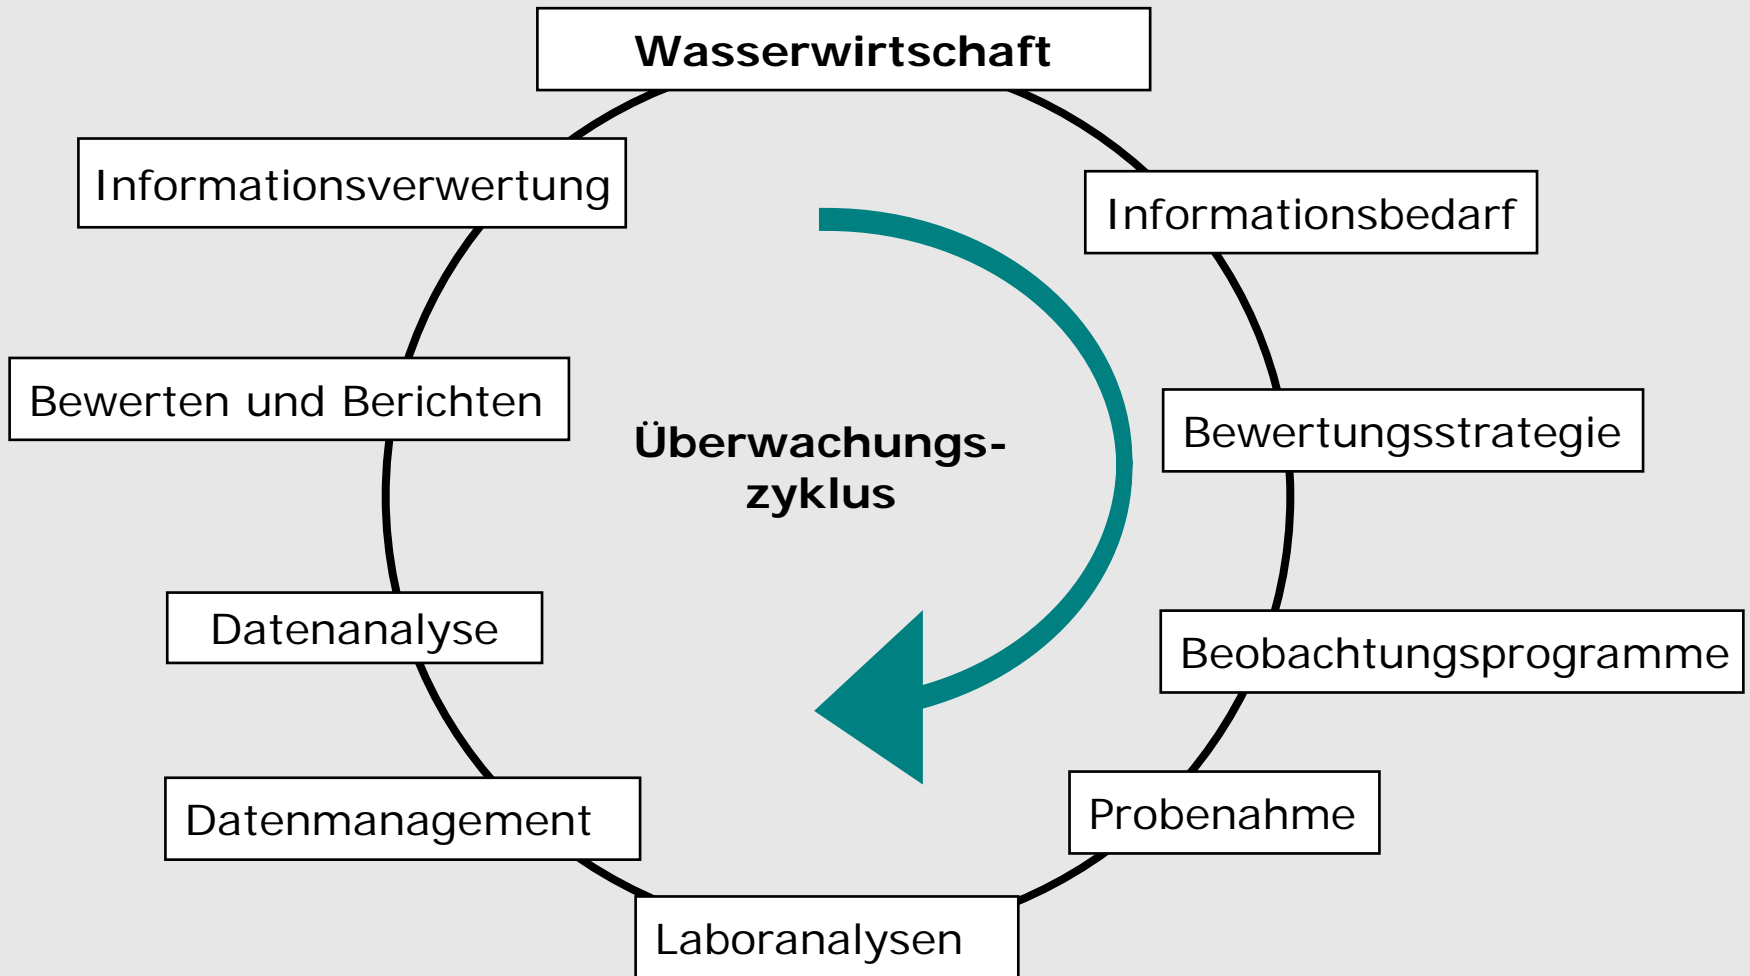 Wasserwirtschaft
Informationsverwertung
Informationsbedarf
Bewerten und Berichten
Bewertungsstrategie
Überwachungs-
zyklus
Datenanalyse
Beobachtungsprogramme
Datenmanagement
Probenahme
Laboranalysen